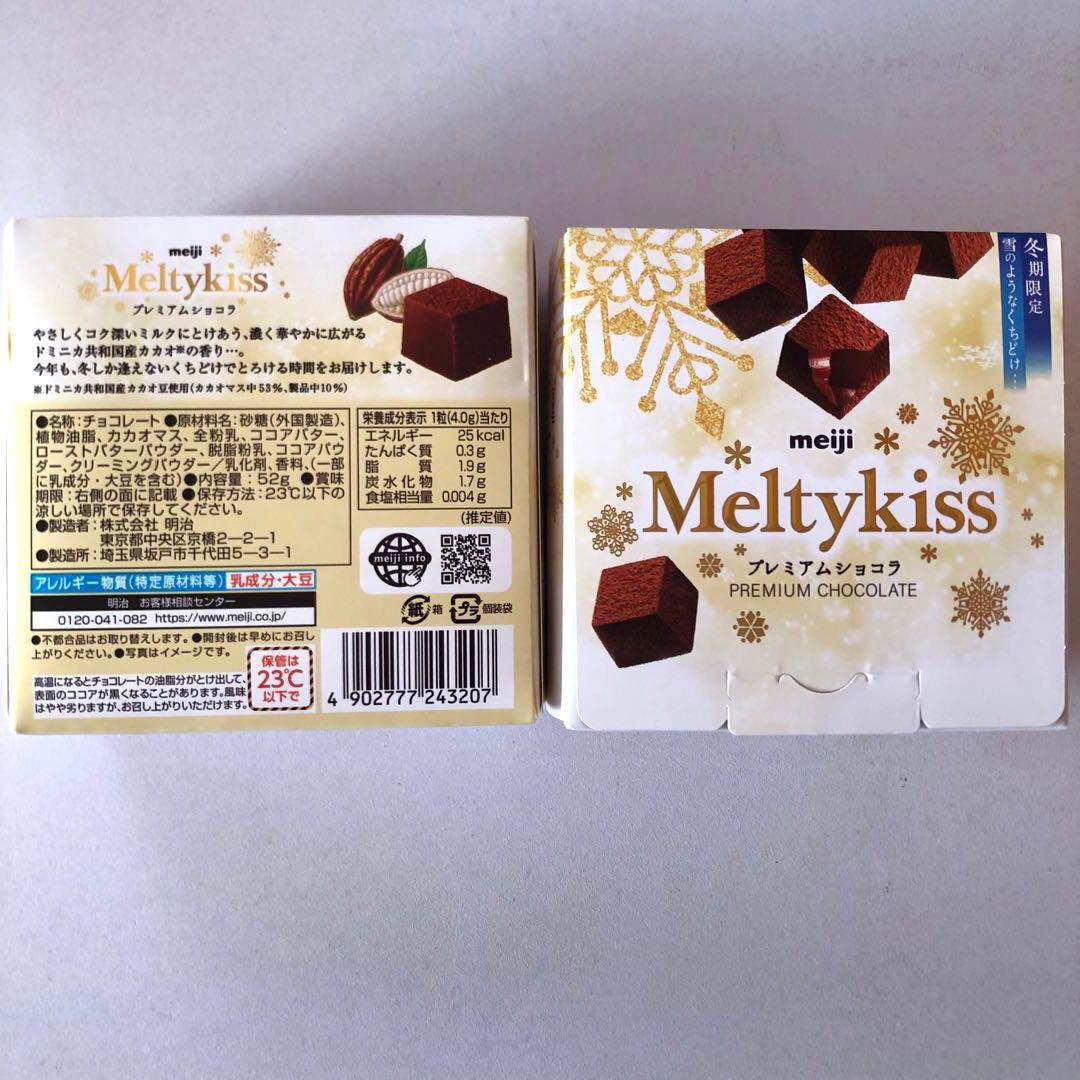 meiji
Meltykiss
プレミアムショコラ
やさしくコク深いミルクにとけあう、濃く華やかに広がる
ドミニカ共和国産カカオ※の香り…。
今年も、冬しか逢えないくちどけでとろける時間をお届けします。
※ドミニカ共和国産カカオ豆使用(カカオマス中53%、製品中10%)
●名称:チョコレート ●原材料名:砂糖(外国製造)、
植物油脂、カカオマス、全粉乳、ココアバター、
ローストバターパウダー、脱脂粉乳、ココアパウ
ダー、クリーミングパウダー/乳化剤、香料、(一部
に乳成分・大豆を含む) ●内容量:52g ●賞味
期限:右側の面に記載 ●保存方法:23℃以下の
涼しい場所で保存してください。
●製造者:株式会社 明治
東京都中央区京橋2-2-1
●製造所:埼玉県坂戸市千代田5-3-1
栄養成分表示 1粒(4.0g)当たり
エネルギー 25kcal
たんぱく質 0.3g
脂質 1.9g
炭水化物 1.7g
食塩相当量 0.004g
(推定値)
meiji info
紙 箱
プラ 個装袋
アレルギー物質(特定原材料等) 乳成分・大豆
明治 お客様相談センター
0120-041-082 https://www.meiji.co.jp/
●不都合品はお取り替えします。●開封後は早めにお召し
上がりください。●写真はイメージです。
高温になるとチョコレートの油脂分がとけ出して、
表面のココアが黒くなることがあります。風味
はやや劣りますが、お召し上がりいただけます。
保管は
23℃
以下で
4 902777 243207
冬期限定
雪のようなくちどけ…
meiji
Meltykiss
プレミアムショコラ
PREMIUM CHOCOLATE